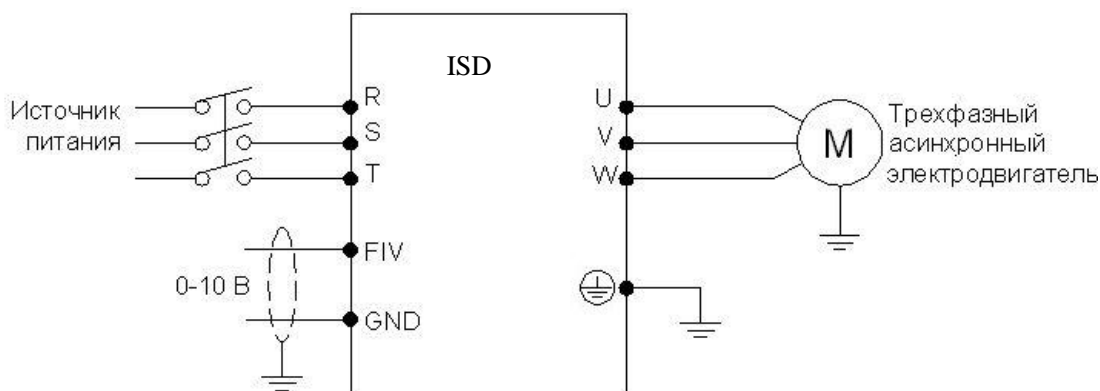 ISD
Источник
питания
R
S
T
FIV
0-10 В
GND
U
V
W
M
Трехфазный
асинхронный
электродвигатель